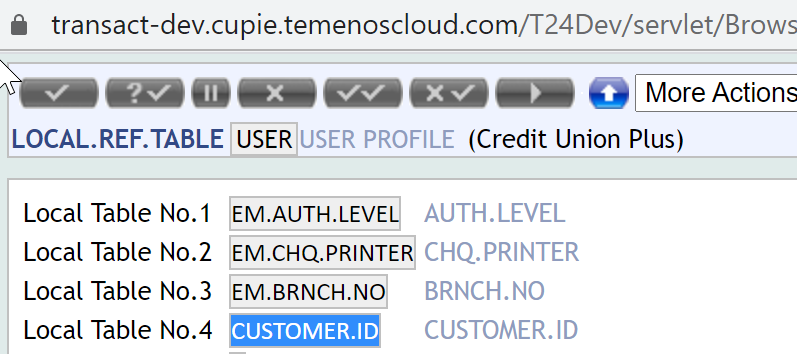 transact-dev.cupie.temenoscloud.com/T24Dev/servlet/Brows
? More Actions
LOCAL.REF.TABLE USER USER PROFILE (Credit Union Plus)
Local Table No.1 EM.AUTH.LEVEL AUTH.LEVEL
Local Table No.2 EM.CHQ.PRINTER CHQ.PRINTER
Local Table No.3 EM.BRNCH.NO BRNCH.NO
Local Table No.4 CUSTOMER.ID CUSTOMER.ID